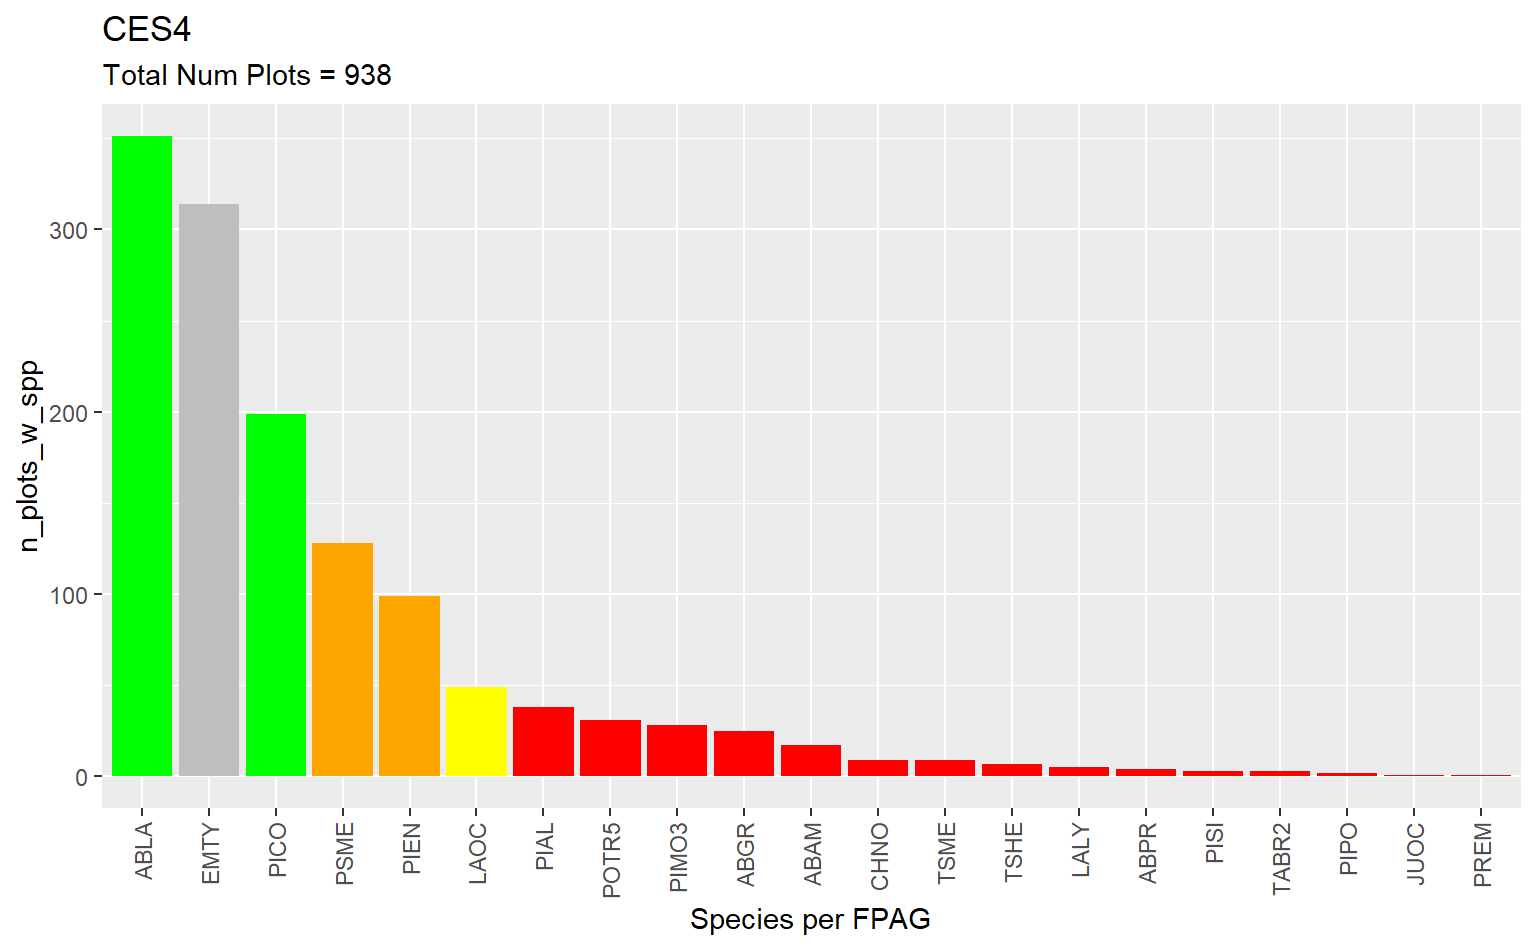 CES4
Total Num Plots = 938
n_plots_w_spp
300
200
100
0
ABLA
EMTY
PICO
PSME
PIEN
LAOC
PIAL
POTR5
PIMO3
ABGR
ABAM
CHNO
TSME
TSHE
LALY
ABPR
PISI
TABR2
PIPO
JUOC
PREM
Species per FPAG